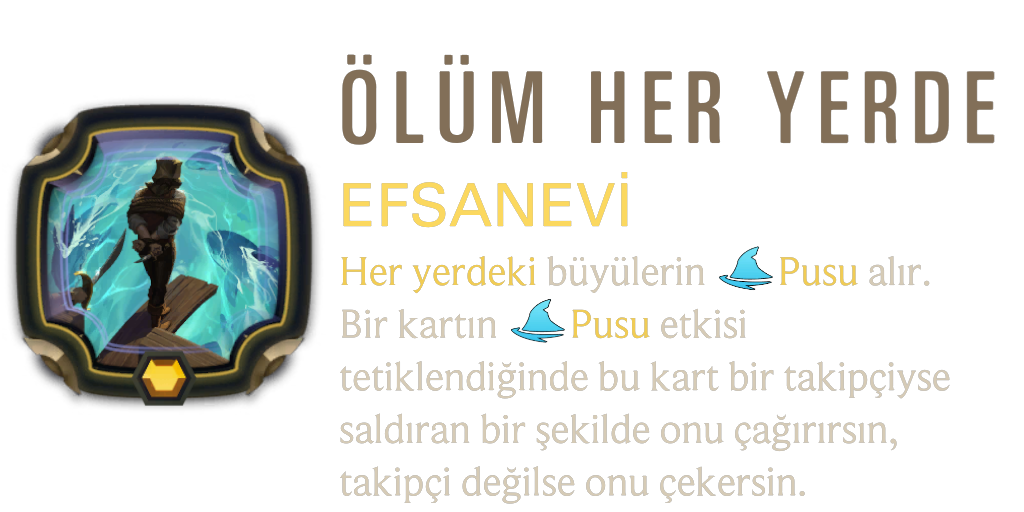 ÖLÜM HER YERDE
EFSANEVİ
Her yerdeki büyülerin Pusu alır.
Bir kartın Pusu etkisi
tetiklendiğinde bu kart bir takipçiyse
saldıran bir şekilde onu çağırırsın,
takipçi değilse onu çekersin.